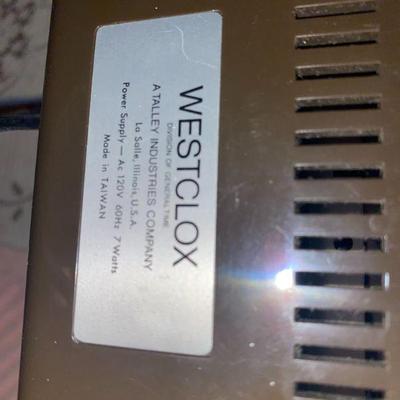 WESTCLOX
DIVISION OF GENERAL TIME
A TALLEY INDUSTRIES COMPANY
La Salle, Illinois, U.S.A.
Power Supply — Ac 120V 60Hz 7 Watts
Made in TAIWAN